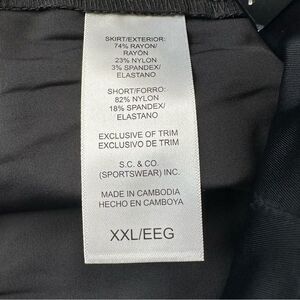 SKIRT/EXTERIOR:
74% RAYON/
RAYÓN
23% NYLON
3% SPANDEX/
ELASTANO
SHORT/FORRO:
82% NYLON
18% SPANDEX/
ELASTANO
EXCLUSIVE OF TRIM
EXCLUSIVO DE TRIM
S.C. & CO.
(SPORTSWEAR) INC.
MADE IN CAMBODIA
HECHO EN CAMBOYA
XXL/EEG